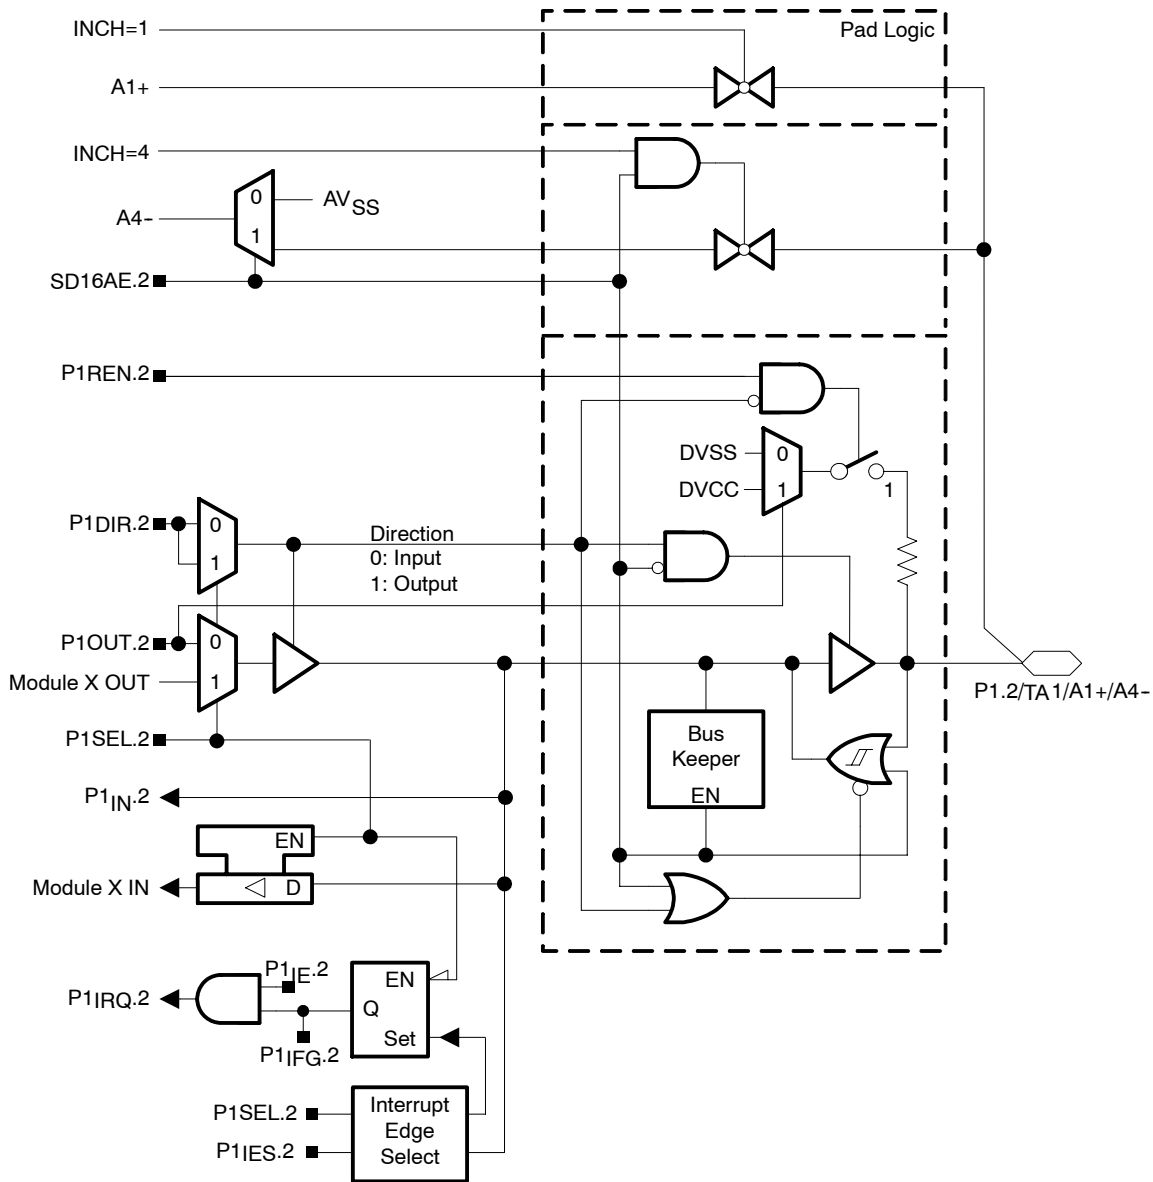 INCH=1
Pad Logic
A1+
INCH=4
0
AVSS
A4-
1
SD16AE.2
P1REN.2
DVSS
0
DVCC
1
1
P1DIR.2
0
1
Direction
0: Input
1: Output
P1OUT.2
0
Module X OUT
1
P1.2/TA1/A1+/A4-
P1SEL.2
Bus
Keeper
EN
P1IN.2
EN
Module X IN
D
P1IE.2
EN
P1IRQ.2
Q
Set
P1IFG.2
P1SEL.2
P1IES.2
Interrupt
Edge
Select